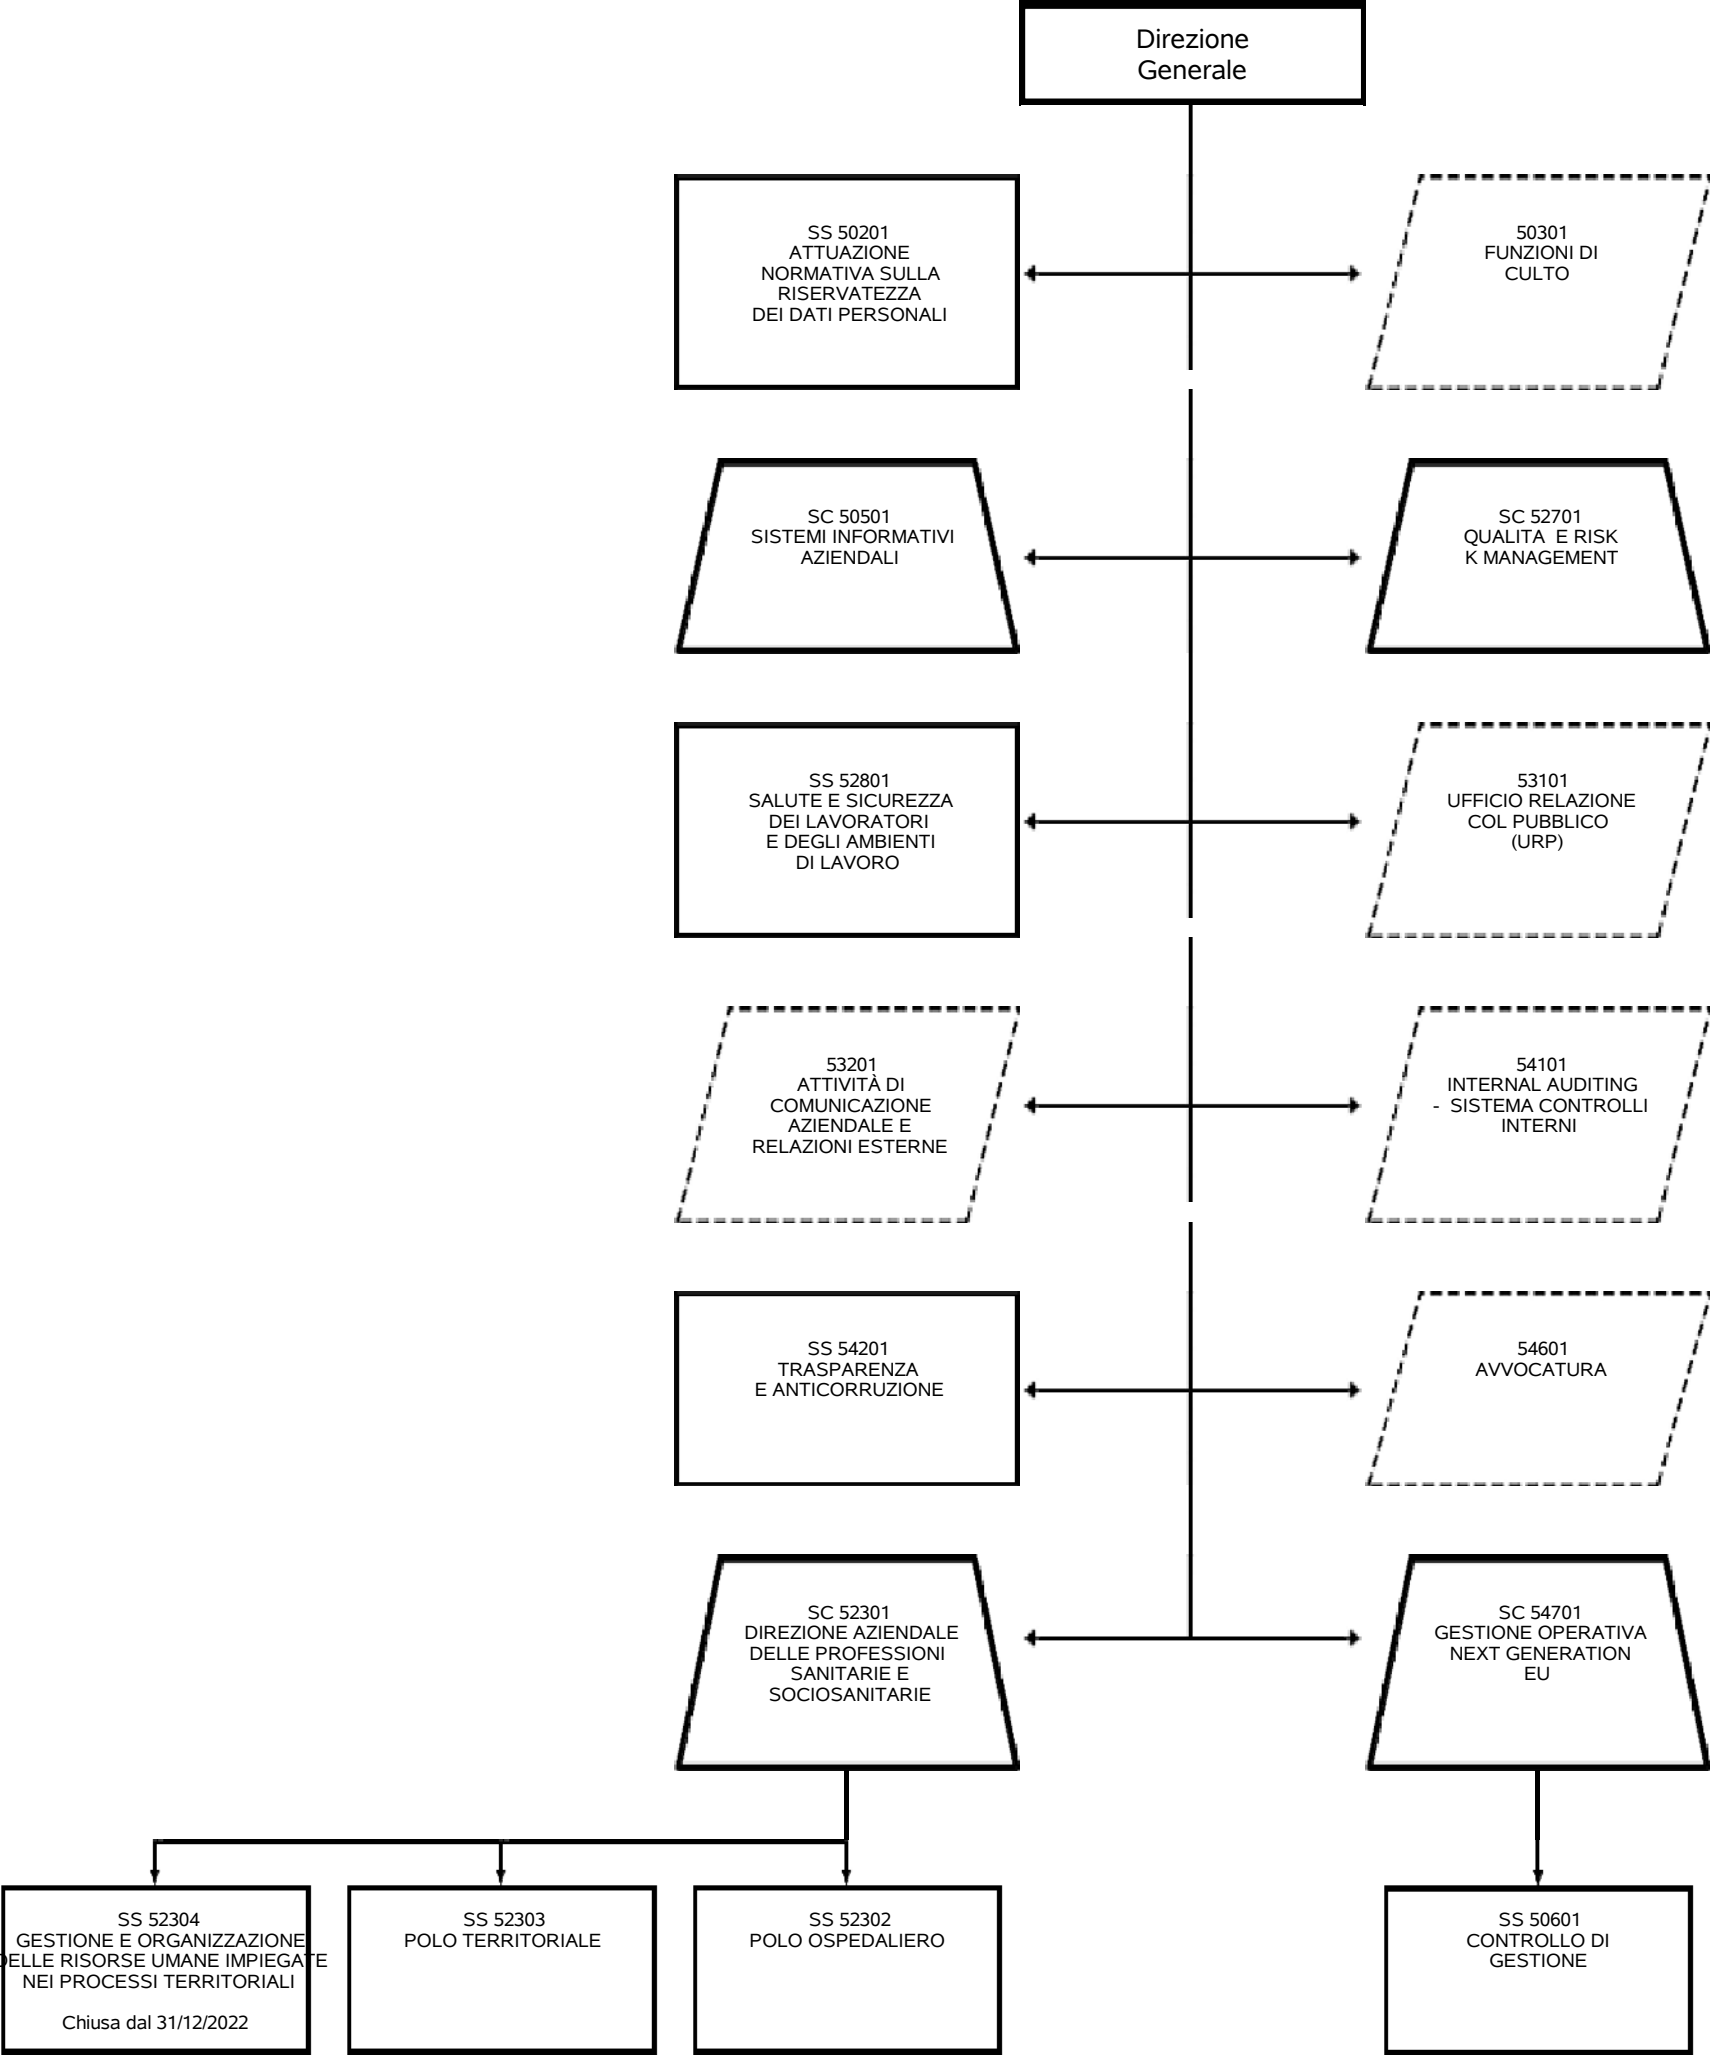 Direzione
Generale
SS 50201
ATTUAZIONE
NORMATIVA SULLA
RISERVATEZZA
DEI DATI PERSONALI
50301
FUNZIONI DI
CULTO
SC 50501
SISTEMI INFORMATIVI
AZIENDALI
SC 52701
QUALITA  E RISK
K MANAGEMENT
SS 52801
SALUTE E SICUREZZA
DEI LAVORATORI
E DEGLI AMBIENTI
DI LAVORO
53101
UFFICIO RELAZIONE
COL PUBBLICO
(URP)
53201
ATTIVITÀ DI
COMUNICAZIONE
AZIENDALE E
RELAZIONI ESTERNE
54101
INTERNAL AUDITING
-  SISTEMA CONTROLLI
INTERNI
SS 54201
TRASPARENZA
E ANTICORRUZIONE
54601
AVVOCATURA
SC 52301
DIREZIONE AZIENDALE
DELLE PROFESSIONI
SANITARIE E
SOCIOSANITARIE
SC 54701
GESTIONE OPERATIVA
NEXT GENERATION
EU
SS 52304
GESTIONE E ORGANIZZAZIONE
DELLE RISORSE UMANE IMPIEGATE
NEI PROCESSI TERRITORIALI
Chiusa dal 31/12/2022
SS 52303
POLO TERRITORIALE
SS 52302
POLO OSPEDALIERO
SS 50601
CONTROLLO DI
GESTIONE